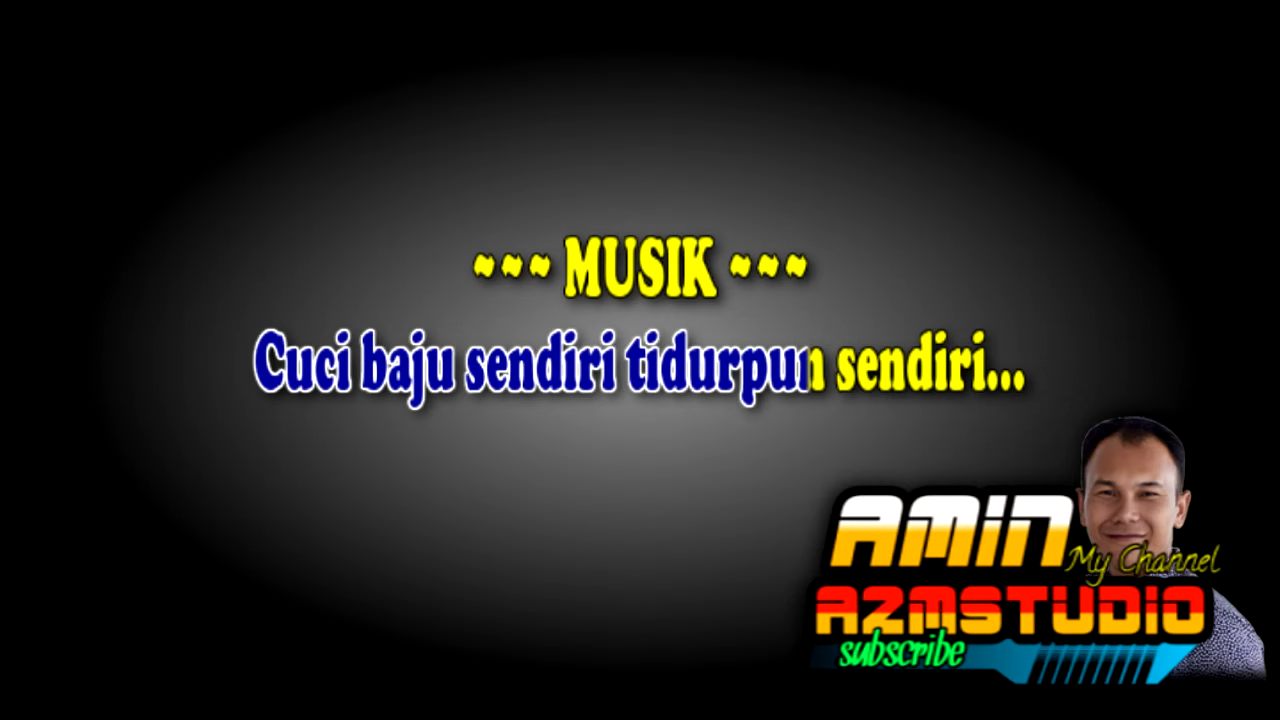 ~~~ MUSIK ~~~
Cuci baju sendiri tidurpun sendiri...
AMIN
My Channel
AZMSTUDIO
subscribe